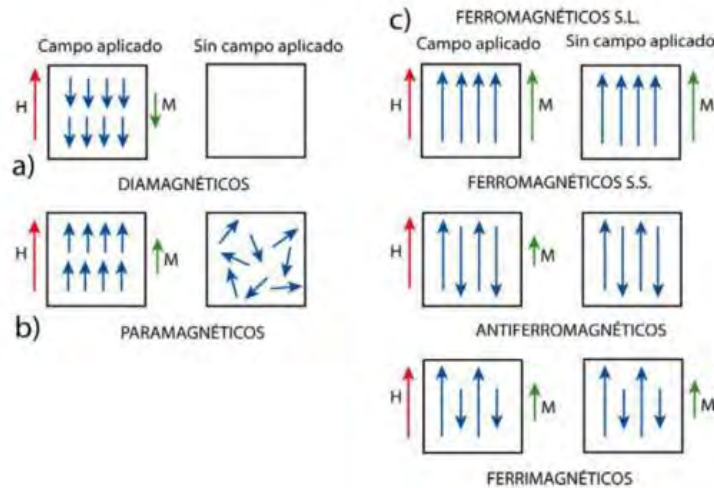 Campo aplicado
Sin campo aplicado
H
M
a)
DIAMAGNÉTICOS
H
M
b)
PARAMAGNÉTICOS
c)
FERROMAGNÉTICOS S.L.
Campo aplicado
Sin campo aplicado
H
M
M
FERROMAGNÉTICOS S.S.
H
M
ANTIFERROMAGNÉTICOS
H
M
M
FERRIMAGNÉTICOS